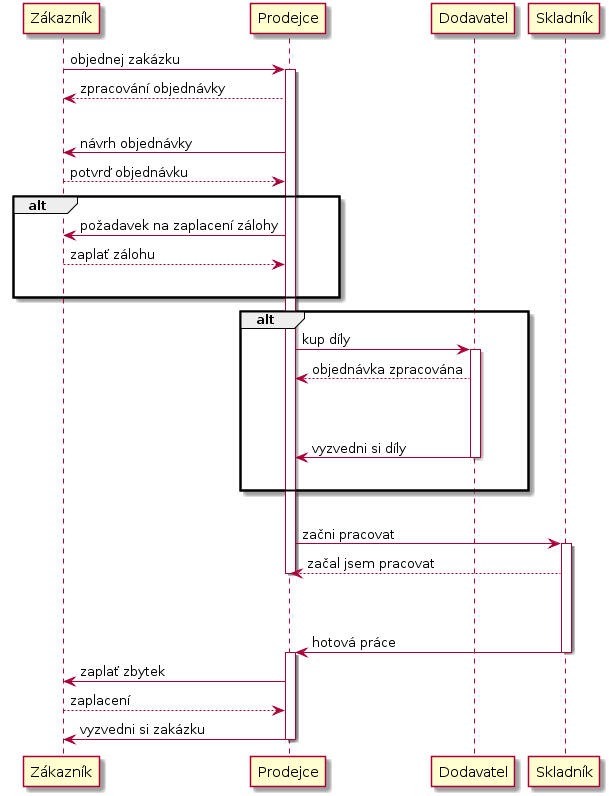 Zákazník Prodejce Dodavatel Skladník
objednej zakázku
zpracování objednávky
návrh objednávky
potvrď objednávku
alt
požadavek na zaplacení zálohy
zaplať zálohu
alt
kup díly
objednávka zpracována
vyzvedni si díly
začni pracovat
začal jsem pracovat
hotová práce
zaplať zbytek
zaplacení
vyzvedni si zakázku
Zákazník Prodejce Dodavatel Skladník